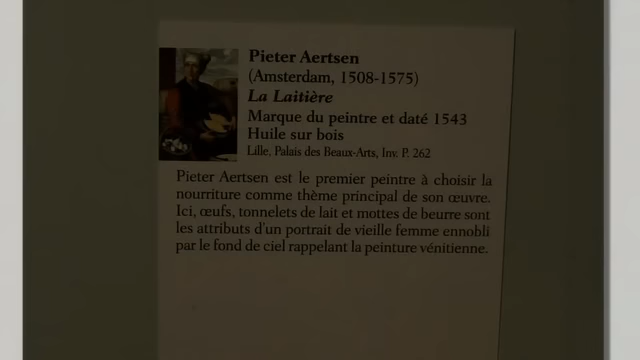 Pieter Aertsen
(Amsterdam, 1508-1575)
La Laitière
Marque du peintre et daté 1543
Huile sur bois
Lille, Palais des Beaux-Arts, Inv. P. 262
Pieter Aertsen est le premier peintre à choisir la
nourriture comme thème principal de son œuvre.
Ici, œufs, tonnelets de lait et mottes de beurre sont
les attributs d'un portrait de vieille femme ennobli
par le fond de ciel rappelant la peinture vénitienne.